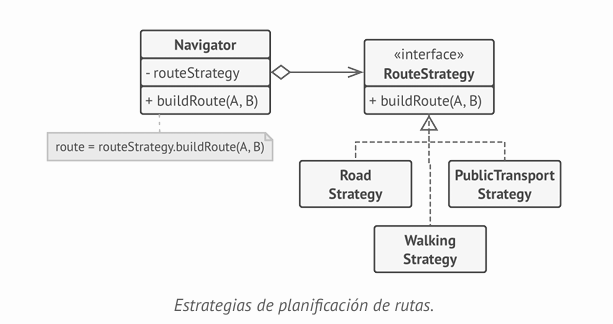 Navigator
- routeStrategy
+ buildRoute(A, B)
route = routeStrategy.buildRoute(A, B)
«interface»
RouteStrategy
+ buildRoute(A, B)
Road
Strategy
PublicTransport
Strategy
Walking
Strategy
Estrategias de planificación de rutas.